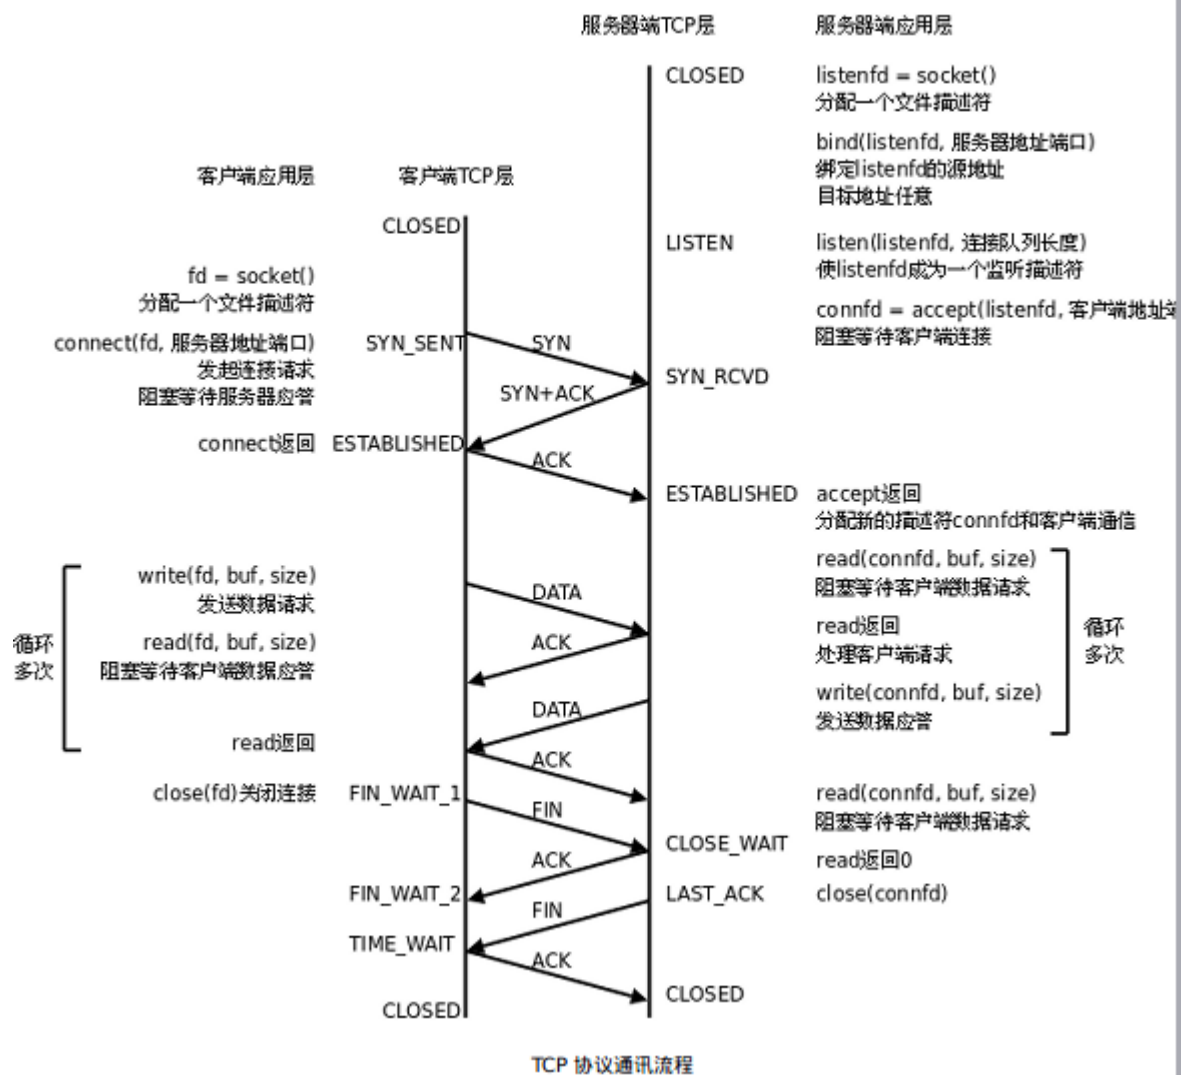 服务器端TCP层 服务器端应用层
CLOSED listenfd = socket()
分配一个文件描述符
bind(listenfd, 服务器地址端口)
客户端应用层 客户端TCP层 绑定listenfd的源地址
目标地址任意
CLOSED
LISTEN listen(listenfd, 连接队列长度)
fd = socket() 使listenfd成为一个监听描述符
分配一个文件描述符
connfd = accept(listenfd, 客户端地址
connect(fd, 服务器地址端口) SYN_SENT SYN 阻塞等待客户端连接
发起连接请求 SYN_RCVD
阻塞等待服务器应答 SYN+ACK
connect返回 ESTABLISHED
ACK
ESTABLISHED accept返回
分配新的描述符connfd和客户端通信
read(connfd, buf, size)
write(fd, buf, size) 阻塞等待客户端数据请求
发送数据请求 DATA
read返回
循环 read(fd, buf, size) ACK 循环
多次 阻塞等待客户端数据应答 处理客户端请求 多次
write(connfd, buf, size)
DATA 发送数据应答
read返回
ACK
close(fd)关闭连接 FIN_WAIT_1 read(connfd, buf, size)
FIN 阻塞等待客户端数据请求
CLOSE_WAIT
ACK read返回0
FIN_WAIT_2 LAST_ACK close(connfd)
FIN
TIME_WAIT
ACK
CLOSED
CLOSED
TCP 协议通讯流程